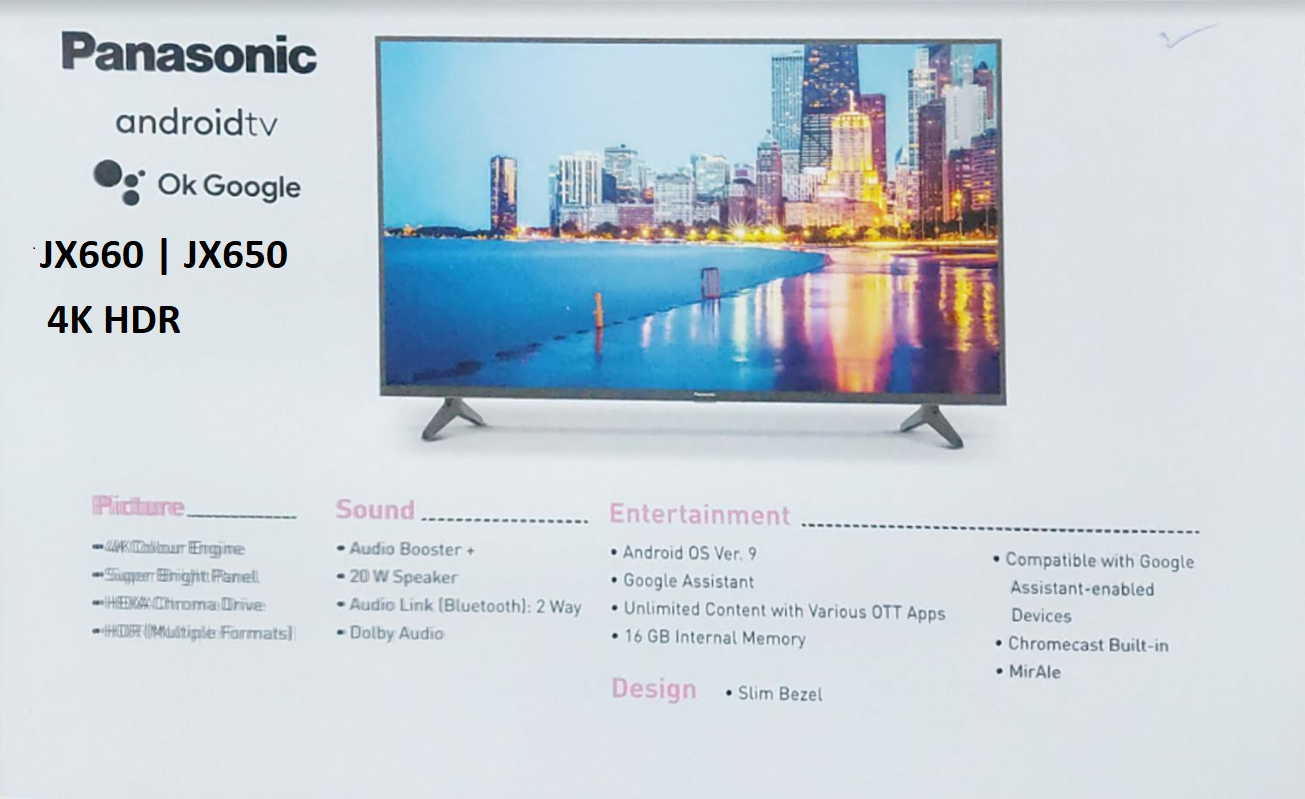 Panasonic
androidtv
Ok Google
JX660 | JX650
4K HDR
Panasonic
Picture
• 4K Colour Engine
• Super Bright Panel
• HEXA Chroma Drive
• HDR (Multiple Formats)
Sound
• Audio Booster +
• 20 W Speaker
• Audio Link (Bluetooth): 2 Way
• Dolby Audio
Entertainment
• Android OS Ver. 9
• Google Assistant
• Unlimited Content with Various OTT Apps
• 16 GB Internal Memory
• Compatible with Google
Assistant-enabled
Devices
• Chromecast Built-in
• MirAIe
Design • Slim Bezel